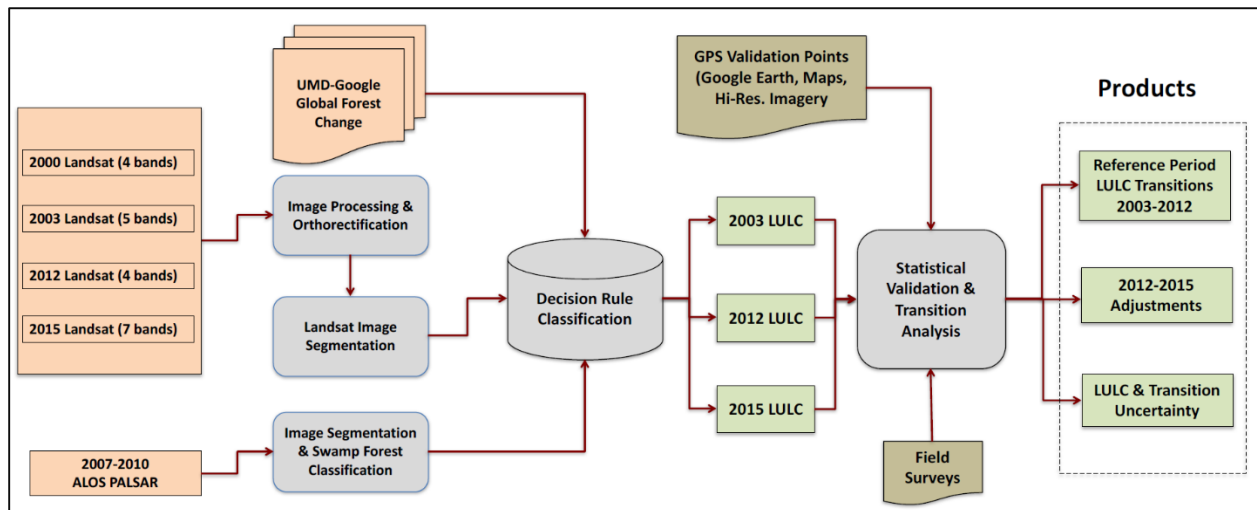 UMD-Google
Global Forest
Change
GPS Validation Points
(Google Earth, Maps,
Hi-Res. Imagery
Products
2000 Landsat (4 bands)
2003 Landsat (5 bands)
2012 Landsat (4 bands)
2015 Landsat (7 bands)
Image Processing &
Orthorectification
Landsat Image
Segmentation
2007-2010
ALOS PALSAR
Image Segmentation
& Swamp Forest
Classification
Decision Rule
Classification
2003 LULC
2012 LULC
2015 LULC
Statistical
Validation &
Transition
Analysis
Field
Surveys
Reference Period
LULC Transitions
2003-2012
2012-2015
Adjustments
LULC & Transition
Uncertainty